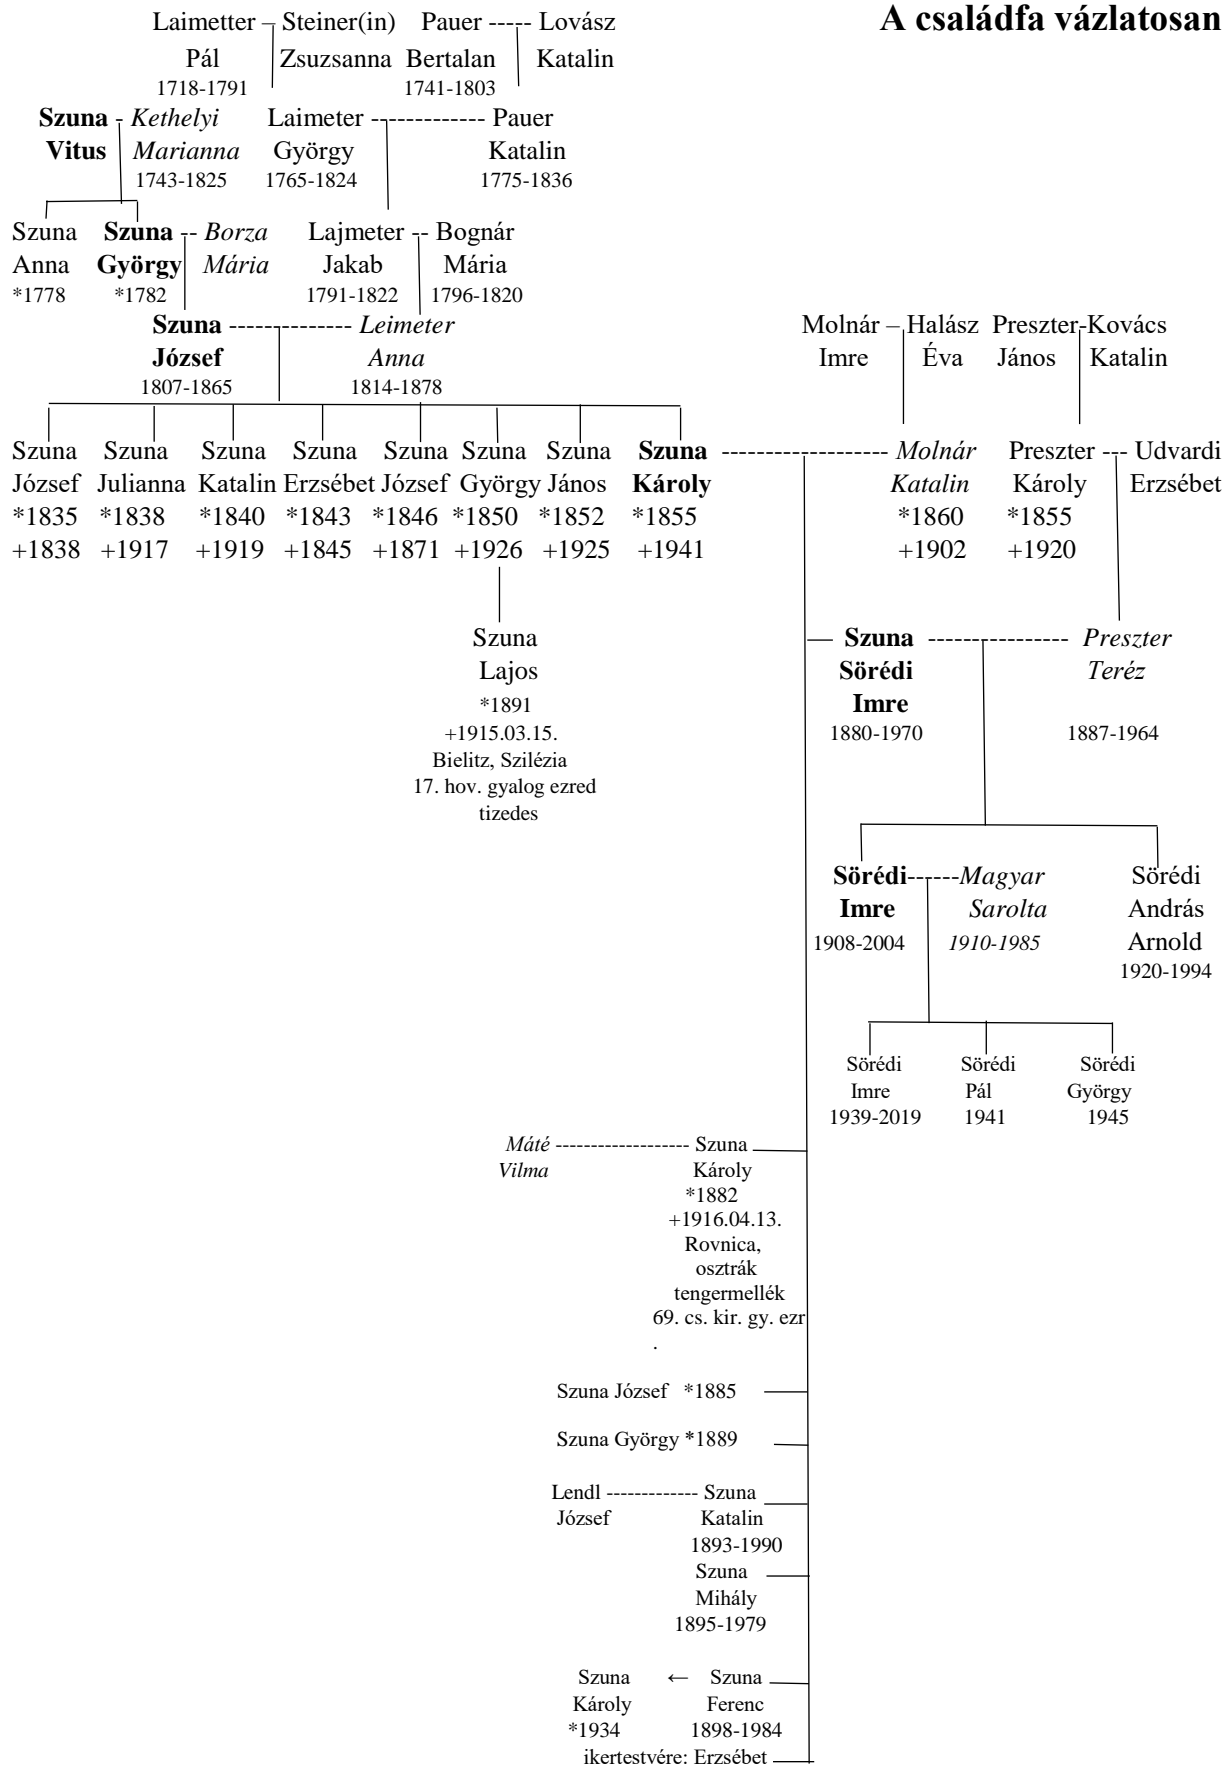 A családfa vázlatosan
Laimetter – Steiner(in) Pauer ----- Lovász
Pál Zsuzsanna Bertalan Katalin
1718-1791 1741-1803
Szuna - Kethelyi Laimeter ------------- Pauer
Vitus Marianna György Katalin
1743-1825 1765-1824 1775-1836
Szuna Szuna -- Borza Lajmeter -- Bognár
Anna György Mária Jakab Mária
*1778 *1782 1791-1822 1796-1820
Szuna -------------- Leimeter Molnár – Halász Preszter-Kovács
József Anna Imre Éva János Katalin
1807-1865 1814-1878
Szuna Szuna Szuna Szuna Szuna Szuna Szuna Szuna ------------------- Molnár Preszter --- Udvardi
József Julianna Katalin Erzsébet József György János Károly Katalin Károly Erzsébet
*1835 *1838 *1840 *1843 *1846 *1850 *1852 *1855 *1860 *1855
+1838 +1917 +1919 +1845 +1871 +1926 +1925 +1941 +1902 +1920
Szuna Szuna ---------------- Preszter
Lajos Sörédi Teréz
*1891 Imre
+1915.03.15. 1880-1970 1887-1964
Bielitz, Szilézia
17. hov. gyalog ezred
tizedes
Sörédi------Magyar Sörédi
Imre Sarolta András
1908-2004 1910-1985 Arnold
1920-1994
Sörédi Sörédi Sörédi
Imre Pál György
1939-2019 1941 1945
Máté ------------------- Szuna
Vilma Károly
*1882
+1916.04.13.
Rovnica,
osztrák
tengermellék
69. cs. kir. gy. ezr
.
Szuna József *1885
Szuna György *1889
Lendl ------------- Szuna
József Katalin
1893-1990
Szuna
Mihály
1895-1979
Szuna ← Szuna
Károly Ferenc
*1934 1898-1984
ikertestvére: Erzsébet